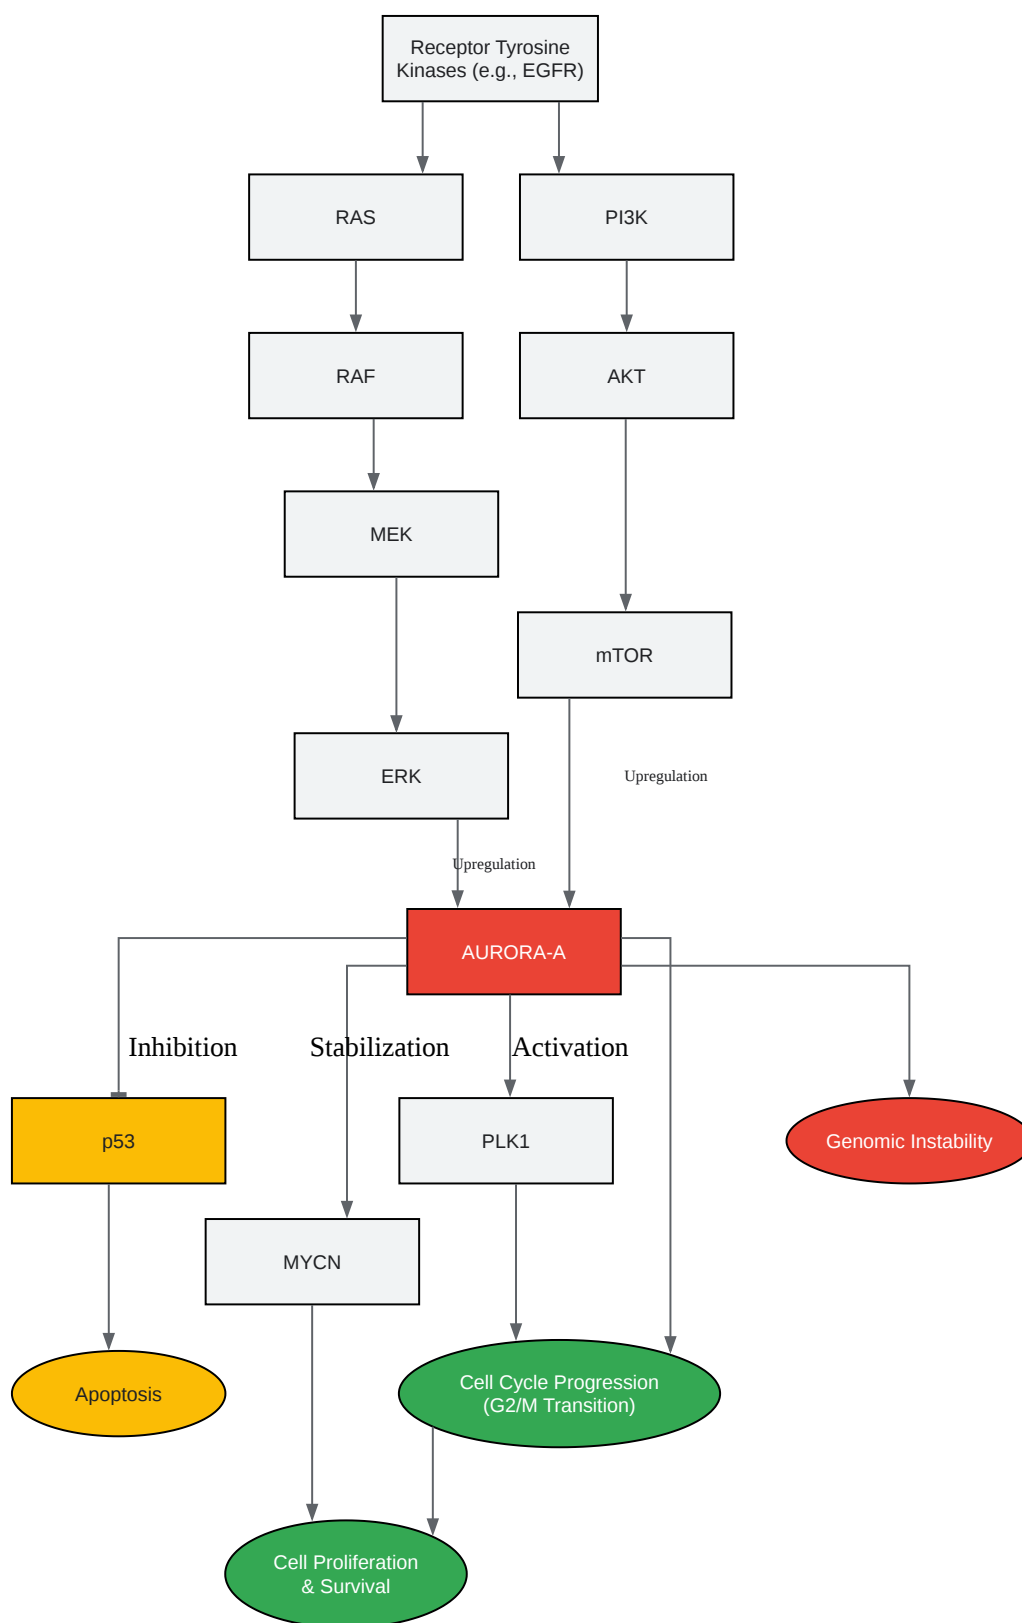 Receptor Tyrosine
Kinases (e.g., EGFR)
RAS
PI3K
RAF
AKT
MEK
mTOR
ERK
Upregulation
Upregulation
AURORA-A
Inhibition
Stabilization
Activation
p53
PLK1
Genomic Instability
MYCN
Apoptosis
Cell Cycle Progression
(G2/M Transition)
Cell Proliferation
& Survival